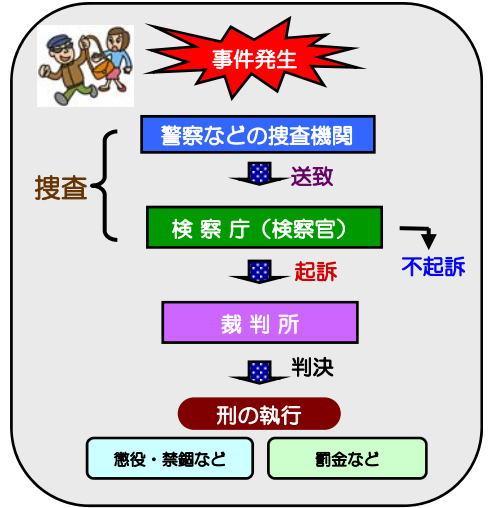 事件発生
警察などの捜査機関
送致
捜査
検 察 庁（検察官）
不起訴
起訴
裁 判 所
判決
刑の執行
懲役・禁錮など
罰金など